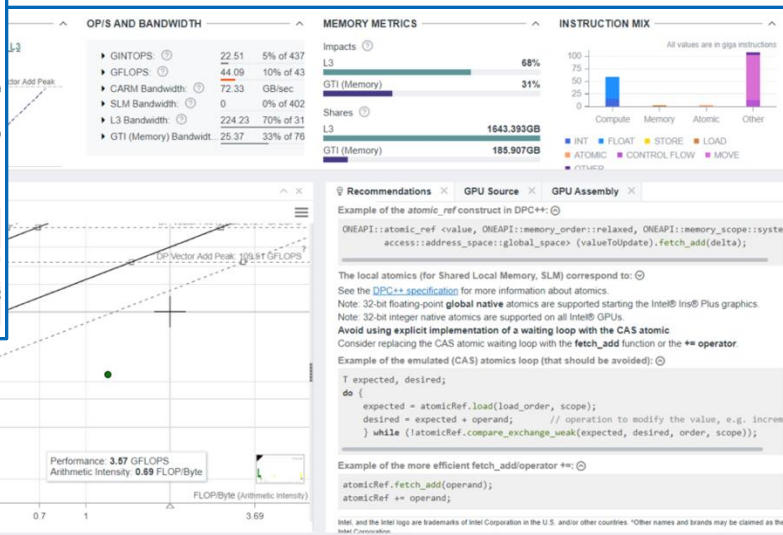 L3
ctor Add Peak
OP/S AND BANDWIDTH
GINTOPS: 22.51 5% of 437
GFLOPS: 44.09 10% of 43
CARM Bandwidth: 72.33 GB/sec
SLM Bandwidth: 0 0% of 402
L3 Bandwidth: 224.23 70% of 31
GTI (Memory) Bandwidt... 25.37 33% of 76
MEMORY METRICS
Impacts
L3 68%
GTI (Memory) 31%
Shares
L3 1643.393GB
GTI (Memory) 185.907GB
INSTRUCTION MIX
All values are in giga instructions
100
75
50
25
0
Compute Memory Atomic Other
INT FLOAT STORE LOAD
ATOMIC CONTROL FLOW MOVE
OTHER
DP Vector Add Peak: 109.51 GFLOPS
?
Performance: 3.57 GFLOPS
Arithmetic Intensity: 0.69 FLOP/Byte
FLOP/Byte (Arithmetic Intensity)
0.7 1 3.69
Recommendations GPU Source GPU Assembly
Example of the atomic_ref construct in DPC++:
ONEAPI::atomic_ref <value, ONEAPI::memory_order::relaxed, ONEAPI::memory_scope::syste
access::address_space::global_space> (valueToUpdate).fetch_add(delta);
The local atomics (for Shared Local Memory, SLM) correspond to:
See the DPC++ specification for more information about atomics.
Note: 32-bit floating-point global native atomics are supported starting the Intel® Iris® Plus graphics.
Note: 32-bit integer native atomics are supported on all Intel® GPUs.
Avoid using explicit implementation of a waiting loop with the CAS atomic
Consider replacing the CAS atomic waiting loop with the fetch_add function or the += operator.
Example of the emulated (CAS) atomics loop (that should be avoided):
T expected, desired;
do {
expected = atomicRef.load(load_order, scope);
desired = expected + operand; // operation to modify the value, e.g. increm
} while (!atomicRef.compare_exchange_weak(expected, desired, order, scope));
Example of the more efficient fetch_add/operator +=:
atomicRef.fetch_add(operand);
atomicRef += operand;
Intel, and the Intel logo are trademarks of Intel Corporation in the U.S. and/or other countries. *Other names and brands may be claimed as the
Intel Corporation